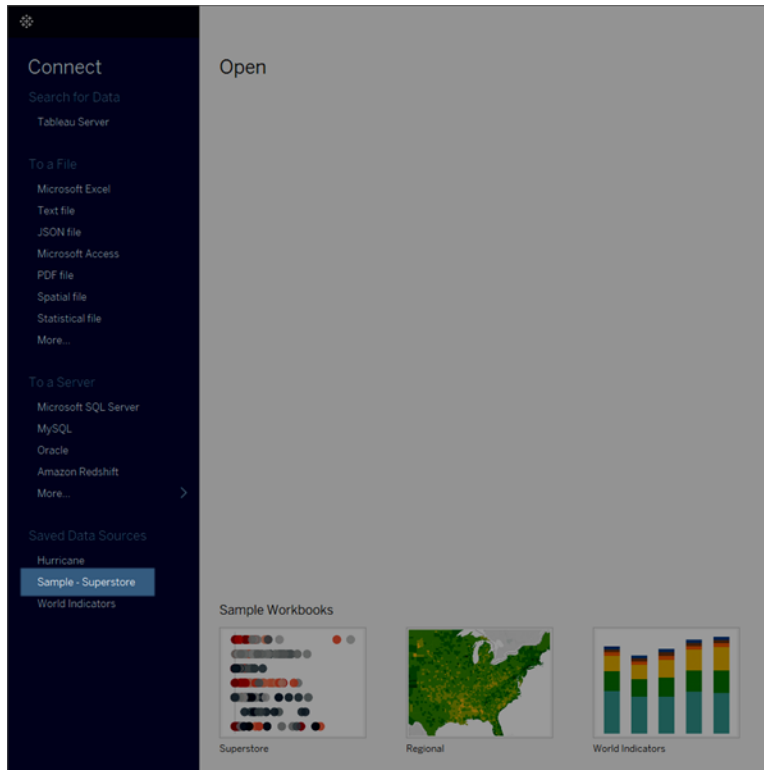 Connect
Search for Data
Tableau Server
To a File
Microsoft Excel
Text file
JSON file
Microsoft Access
PDF file
Spatial file
Statistical file
More...
To a Server
Microsoft SQL Server
MySQL
Oracle
Amazon Redshift
More...
Saved Data Sources
Hurricane
Sample - Superstore
World Indicators
Open
Sample Workbooks
Superstore
Regional
World Indicators